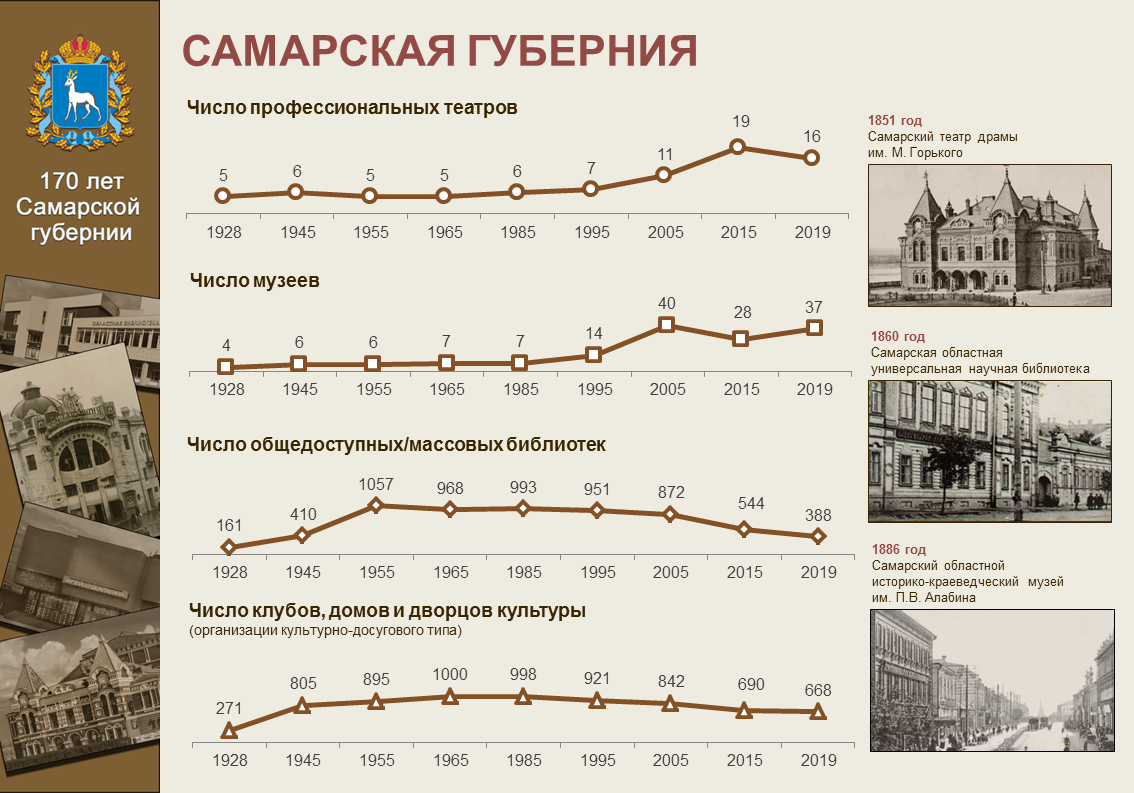 САМАРСКАЯ ГУБЕРНИЯ
170 лет
Самарской
губернии
ОБЛАСТНАЯ БИБЛИОТЕКА
Число профессиональных театров
5 6 5 5 6 7 11 19 16
1928 1945 1955 1965 1985 1995 2005 2015 2019
Число музеев
4 6 6 7 7 14 40 28 37
1928 1945 1955 1965 1985 1995 2005 2015 2019
Число общедоступных/массовых библиотек
161 410 1057 968 993 951 872 544 388
1928 1945 1955 1965 1985 1995 2005 2015 2019
Число клубов, домов и дворцов культуры
(организации культурно-досугового типа)
271 805 895 1000 998 921 842 690 668
1928 1945 1955 1965 1985 1995 2005 2015 2019
1851 год
Самарский театр драмы
им. М. Горького
1860 год
Самарская областная
универсальная научная библиотека
1886 год
Самарский областной
историко-краеведческий музей
им. П.В. Алабина